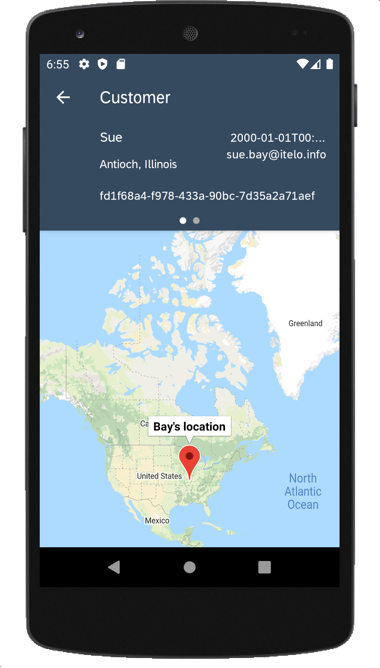 6:55
Customer
Sue
2000-01-01T00:...
sue.bay@itelo.info
Antioch, Illinois
fd1f68a4-f978-433a-90bc-7d35a2a71aef
Greenland
Ca
Bay's location
United States
North
Atlantic
Ocean
Mexico